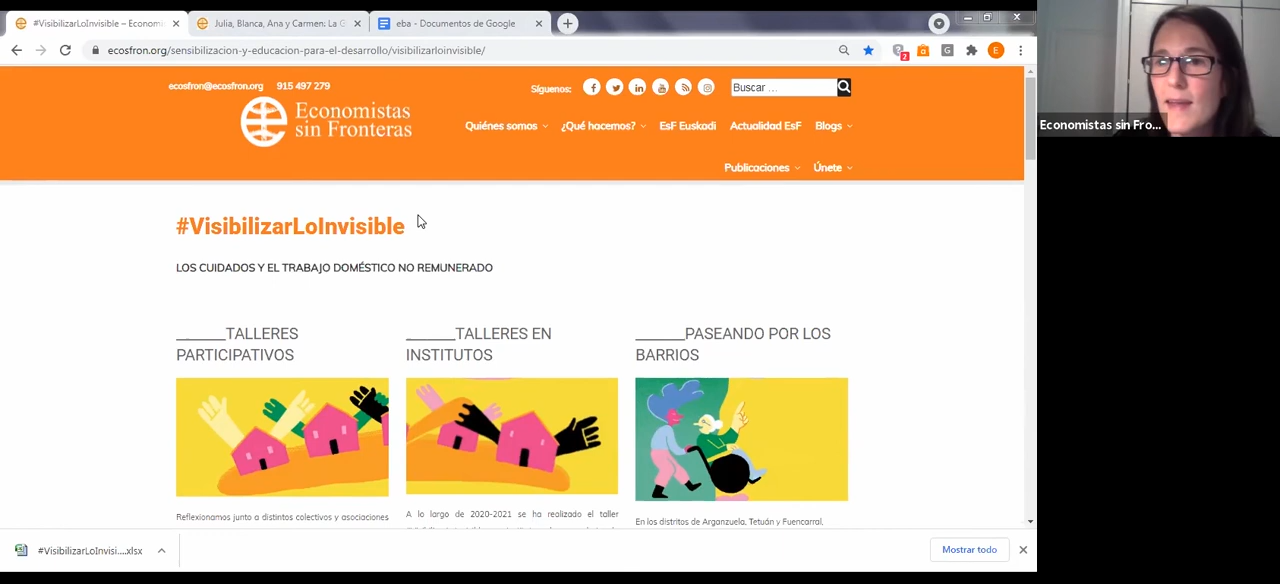 #VisibilizarLoInvisible – Economi
Julia, Blanca, Ana y Carmen: La G
eba - Documentos de Google
ecosfron.org/sensibilizacion-y-educacion-para-el-desarrollo/visibilizarloinvisible/
2
E
ecosfron@ecosfron.org 915 497 279
Síguenos:
Buscar ...
Economistas
sin Fronteras
Quiénes somos
¿Qué hacemos?
EsF Euskadi
Actualidad EsF
Blogs
Publicaciones
Únete
#VisibilizarLoInvisible
LOS CUIDADOS Y EL TRABAJO DOMÉSTICO NO REMUNERADO
______TALLERES
PARTICIPATIVOS
______TALLERES EN
INSTITUTOS
______PASEANDO POR LOS
BARRIOS
Reflexionamos junto a distintos colectivos y asociaciones
A lo largo de 2020-2021 se ha realizado el taller
En los distritos de Arganzuela, Tetuán y Fuencarral,
#VisibilizarLoInvisi....xlsx
Mostrar todo
Economistas sin Fro...